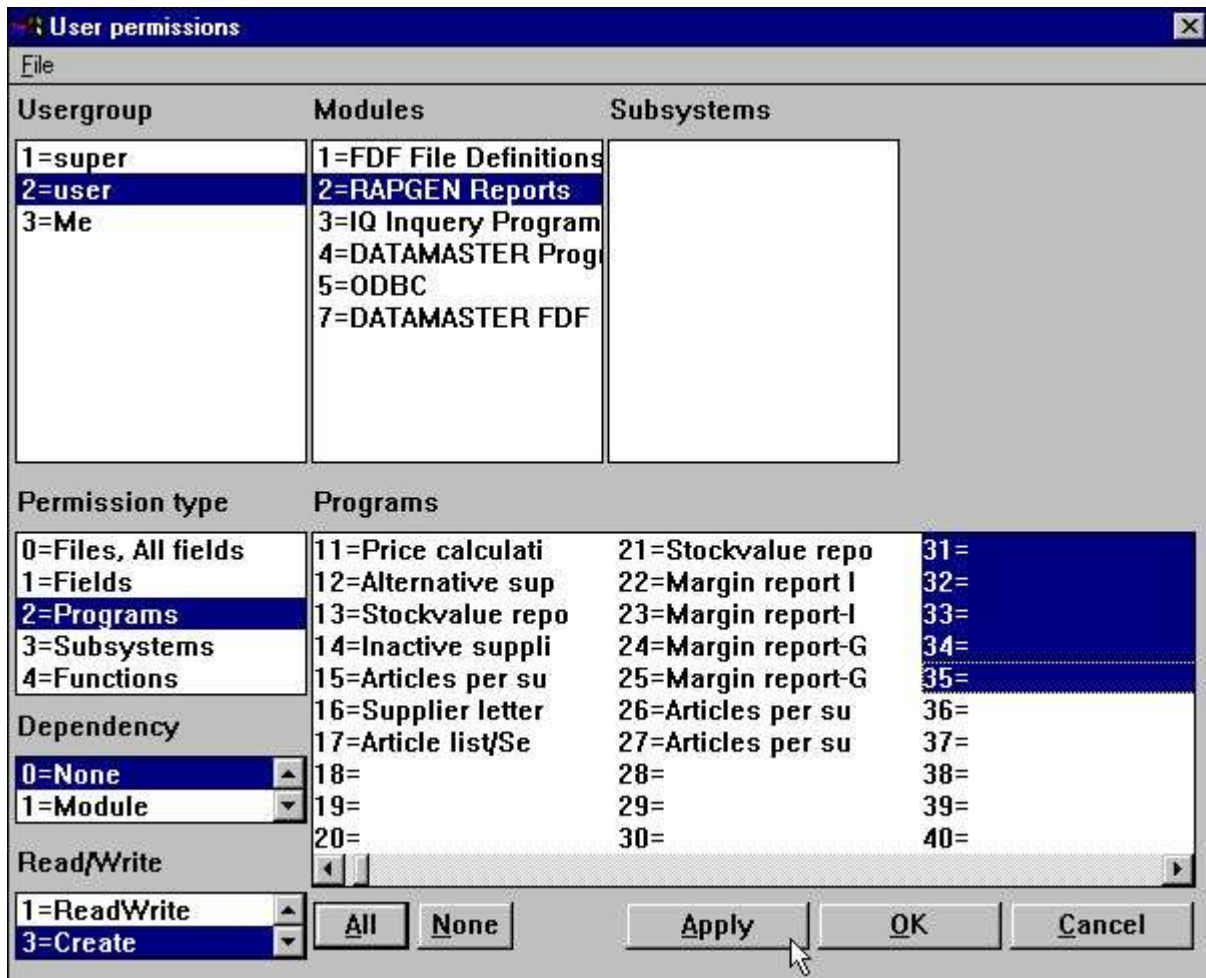 User permissions
File
Usergroup
1=super
2=user
3=Me
Modules
1=FDF File Definitions
2=RAPGEN Reports
3=IQ Inquery Program
4=DATAMASTER Prog
5=ODBC
7=DATAMASTER FDF
Subsystems
Permission type
0=Files, All fields
1=Fields
2=Programs
3=Subsystems
4=Functions
Dependency
0=None
1=Module
Read/Write
1=ReadWrite
3=Create
Programs
11=Price calculati
12=Alternative sup
13=Stockvalue repo
14=Inactive suppli
15=Articles per su
16=Supplier letter
17=Article list/Se
18=
19=
20=
21=Stockvalue repo
22=Margin report I
23=Margin report-I
24=Margin report-G
25=Margin report-G
26=Articles per su
27=Articles per su
28=
29=
30=
31=
32=
33=
34=
35=
36=
37=
38=
39=
40=
All
None
Apply
OK
Cancel